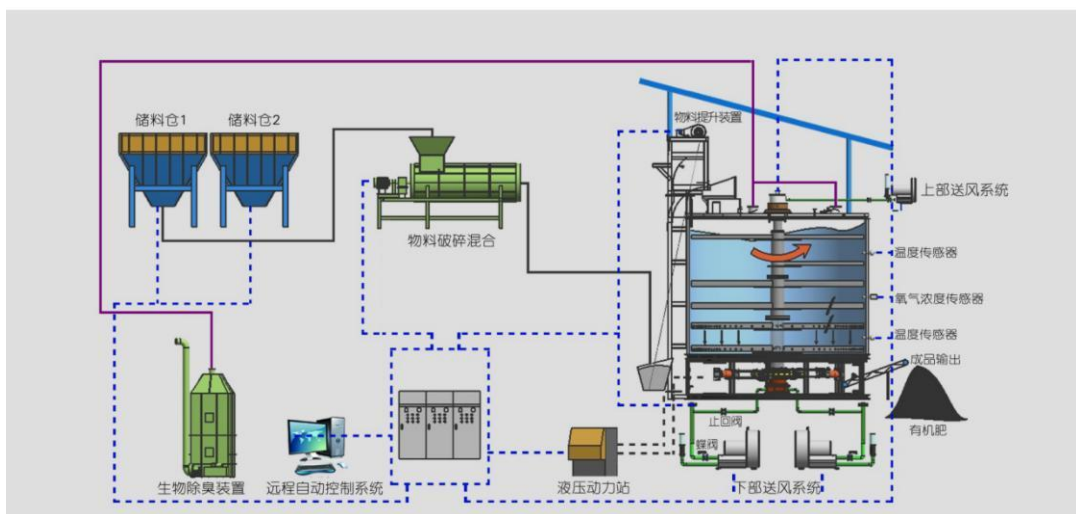 储料仓1
储料仓2
物料提升装置
上部送风系统
物料破碎混合
温度传感器
氧气浓度传感器
温度传感器
成品输出
有机肥
止回阀
蝶阀
生物除臭装置
远程自动控制系统
液压动力站
下部送风系统